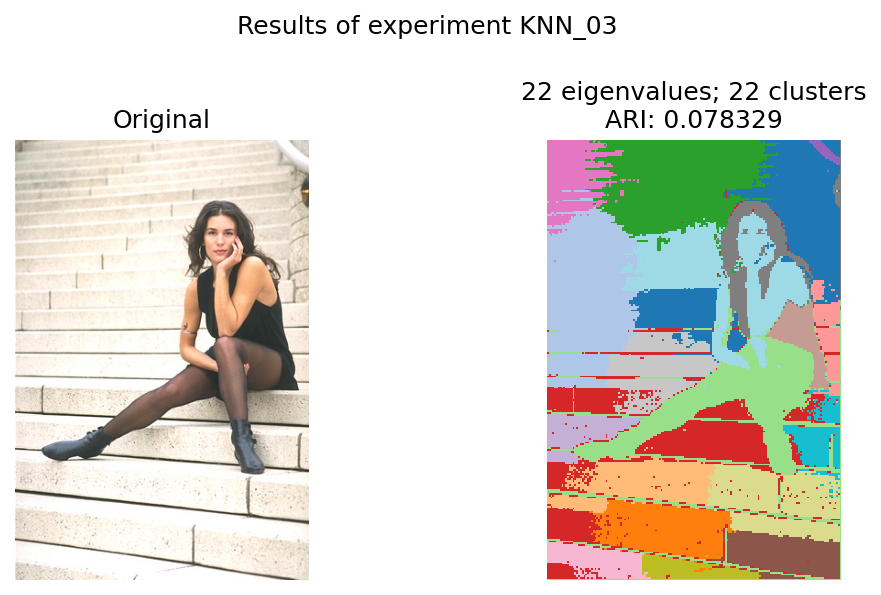 Results of experiment KNN_03
Original
22 eigenvalues; 22 clusters
ARI: 0.078329